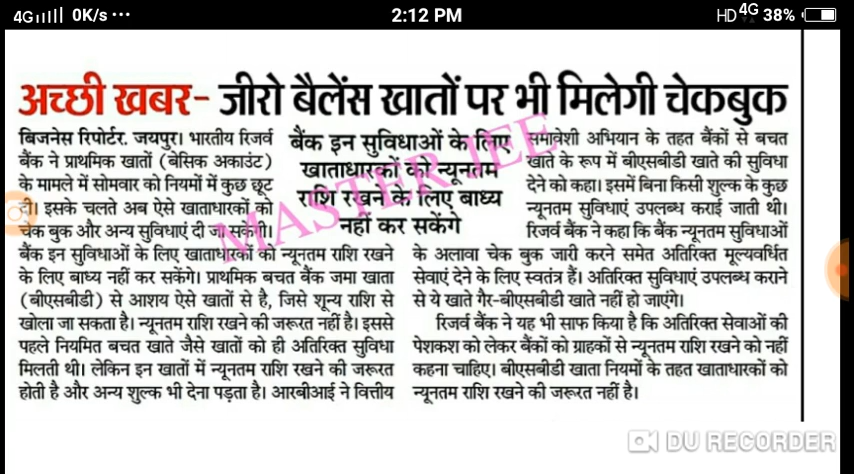 4G 0K/s ··· 2:12 PM HD 4G 38%
अच्छी खबर- जीरो बैलेंस खातों पर भी मिलेगी चेकबुक
बिजनेस रिपोर्टर. जयपुर। भारतीय रिजर्व
बैंक ने प्राथमिक खातों (बेसिक अकाउंट)
के मामले में सोमवार को नियमों में कुछ छूट
दी। इसके चलते अब ऐसे खाताधारकों को
चेक बुक और अन्य सुविधाएं दी जा सकेगी।
बैंक इन सुविधाओं के लिए खाताधारकों को न्यूनतम राशि रखने
के लिए बाध्य नहीं कर सकेंगे। प्राथमिक बचत बैंक जमा खाता
(बीएसबीडी) से आशय ऐसे खातों से है, जिसे शून्य राशि से
खोला जा सकता है। न्यूनतम राशि रखने की जरूरत नहीं है। इससे
पहले नियमित बचत खाते जैसे खातों को ही अतिरिक्त सुविधा
मिलती थी। लेकिन इन खातों में न्यूनतम राशि रखने की जरूरत
होती है और अन्य शुल्क भी देना पड़ता है। आरबीआई ने वित्तीय
बैंक इन सुविधाओं के लिए
खाताधारकों को न्यूनतम
राशि रखने के लिए बाध्य
नहीं कर सकेंगे
समावेशी अभियान के तहत बैंकों से बचत
खाते के रूप में बीएसबीडी खाते की सुविधा
देने को कहा। इसमें बिना किसी शुल्क के कुछ
न्यूनतम सुविधाएं उपलब्ध कराई जाती थी।
रिजर्व बैंक ने कहा कि बैंक न्यूनतम सुविधाओं
के अलावा चेक बुक जारी करने समेत अतिरिक्त मूल्यवर्धित
सेवाएं देने के लिए स्वतंत्र हैं। अतिरिक्त सुविधाएं उपलब्ध कराने
से ये खाते गैर-बीएसबीडी खाते नहीं हो जाएंगे।
रिजर्व बैंक ने यह भी साफ किया है कि अतिरिक्त सेवाओं की
पेशकश को लेकर बैंकों को ग्राहकों से न्यूनतम राशि रखने को नहीं
कहना चाहिए। बीएसबीडी खाता नियमों के तहत खाताधारकों को
न्यूनतम राशि रखने की जरूरत नहीं है।
MASTER JEE
DU RECORDER